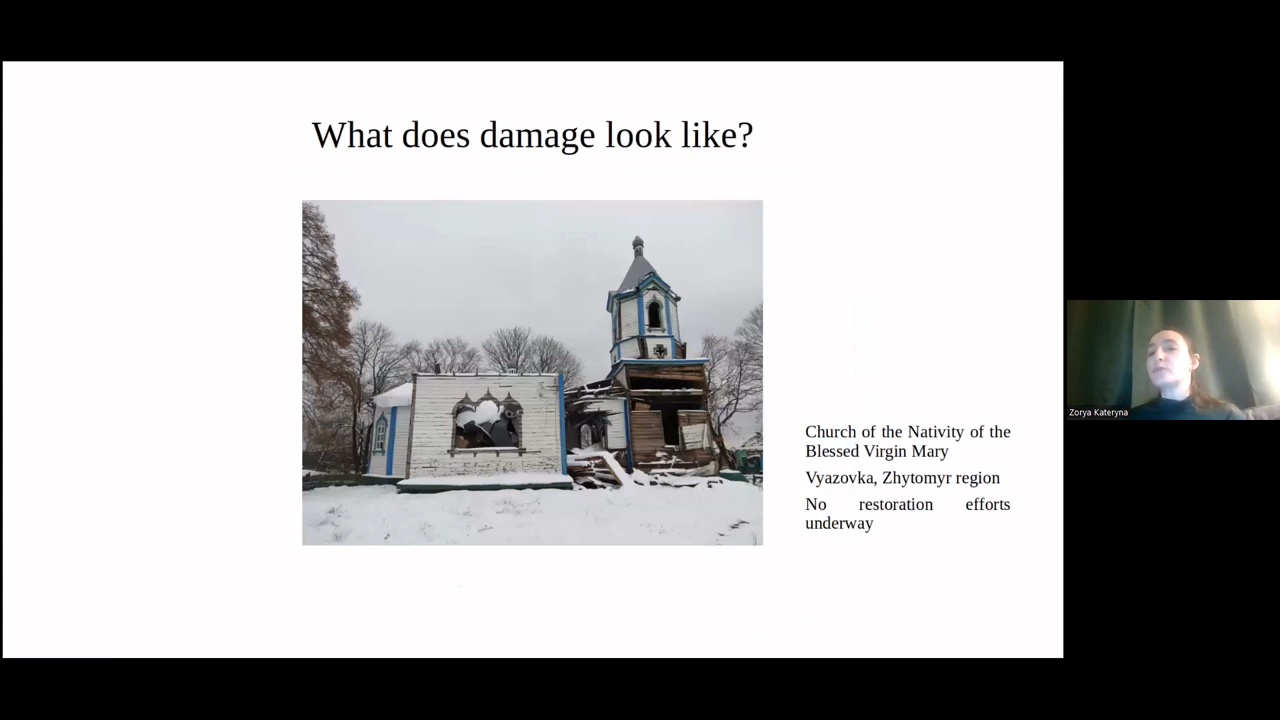 What does damage look like?
Church of the Nativity of the
Blessed Virgin Mary
Vyazovka, Zhytomyr region
No restoration efforts
underway
Zorya Kateryna